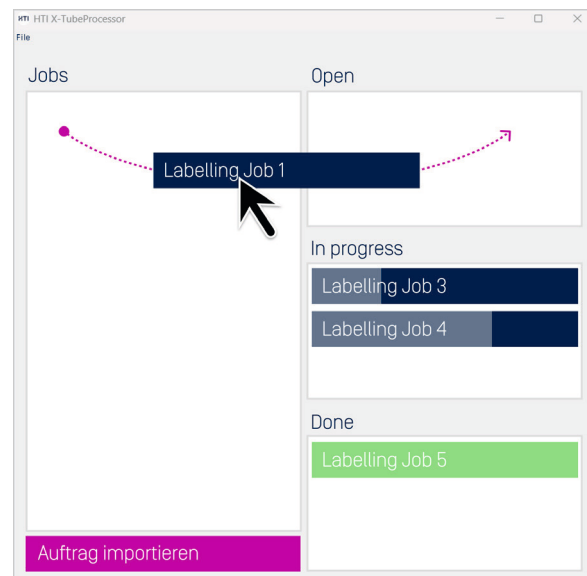 HTI HTI X-TubeProcessor
File
Jobs
Open
Labelling Job 1
In progress
Labelling Job 3
Labelling Job 4
Done
Labelling Job 5
Auftrag importieren